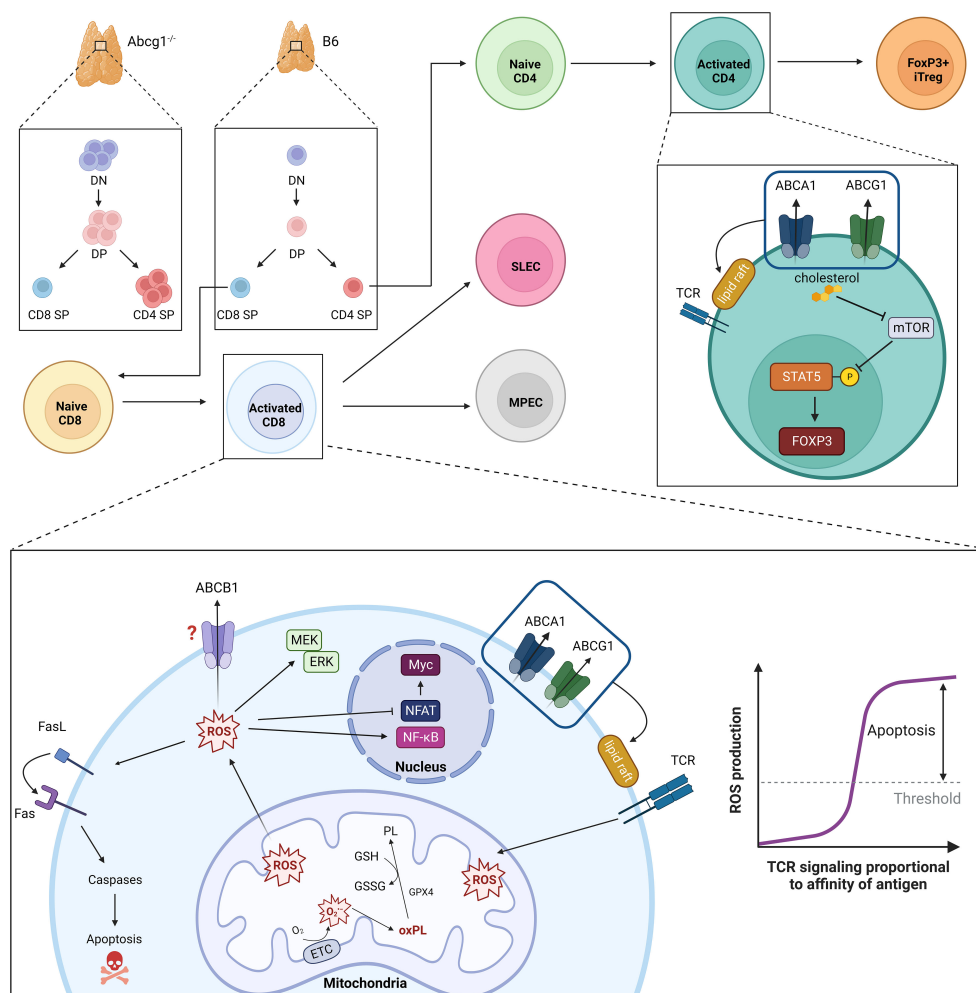 Abcg1⁻/⁻
B6
DN
DP
CD8 SP
CD4 SP
DN
DP
CD8 SP
CD4 SP
Naive
CD4
Activated
CD4
FoxP3+
iTreg
SLEC
MPEC
Naive
CD8
Activated
CD8
ABCA1
ABCG1
lipid raft
TCR
cholesterol
mTOR
STAT5
P
FOXP3
ABCB1
?
MEK
ERK
Myc
NFAT
NF-κB
Nucleus
ROS
ABCA1
ABCG1
lipid raft
TCR
FasL
Fas
Caspases
Apoptosis
ROS
PL
GSH
GSSG
GPX4
ROS
O₂
O₂•−
oxPL
ETC
Mitochondria
ROS production
Apoptosis
Threshold
TCR signaling proportional
to affinity of antigen